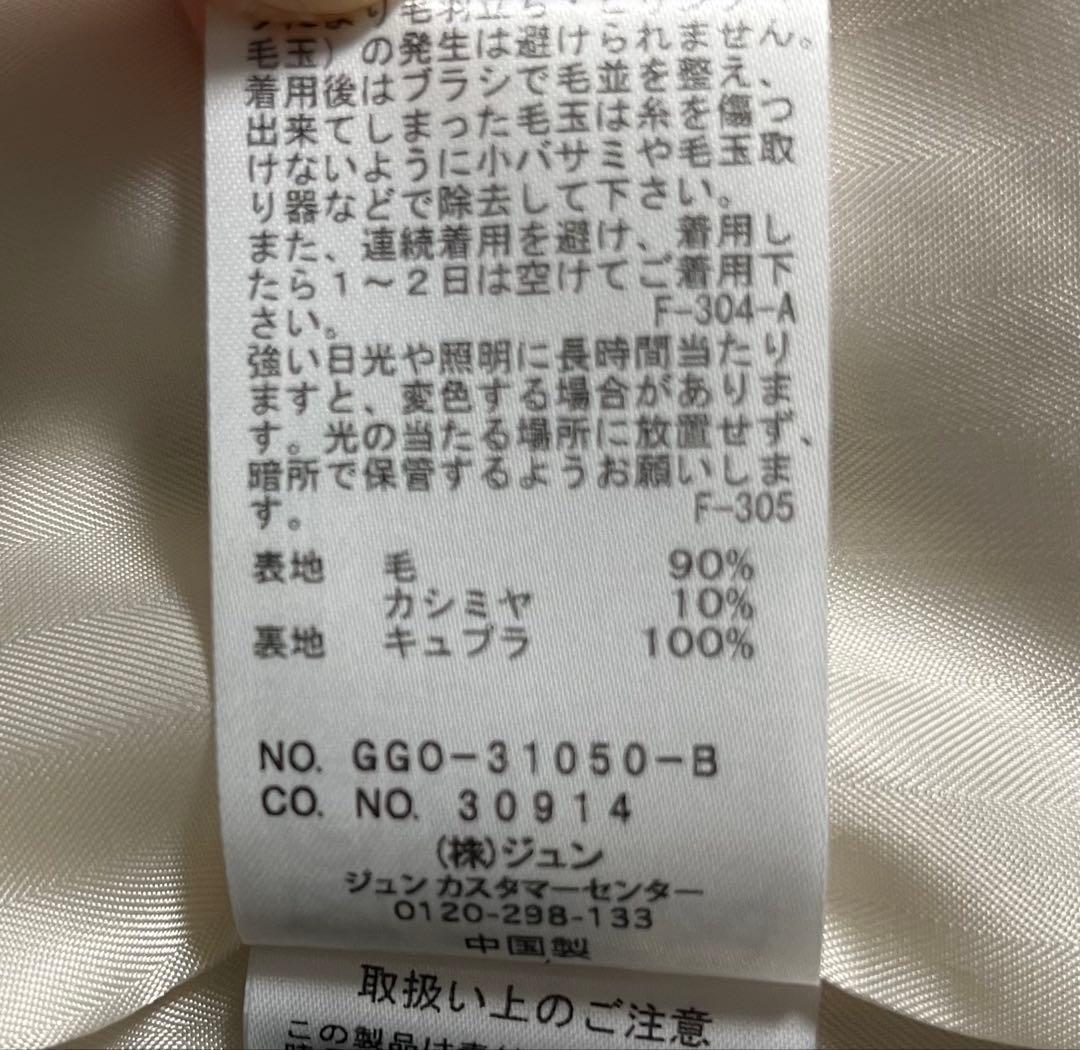 毛玉）の発生は避けられません。
着用後はブラシで毛並を整え、
出来てしまった毛玉は糸を傷つ
けないように小バサミや毛玉取
り器などで除去して下さい。
また、連続着用を避け、着用し
たら１～２日は空けてご着用下
さい。 F-304-A
強い日光や照明に長時間当たり
ますと、変色する場合がありま
す。光の当たる場所に放置せず、
暗所で保管するようお願いしま
す。 F-305
表地 毛 90%
カシミヤ 10%
裏地 キュプラ 100%
NO. GGO-31050-B
CO. NO. 30914
(株)ジュン
ジュン カスタマーセンター
0120-298-133
中国製
取扱い上のご注意
この製品は素